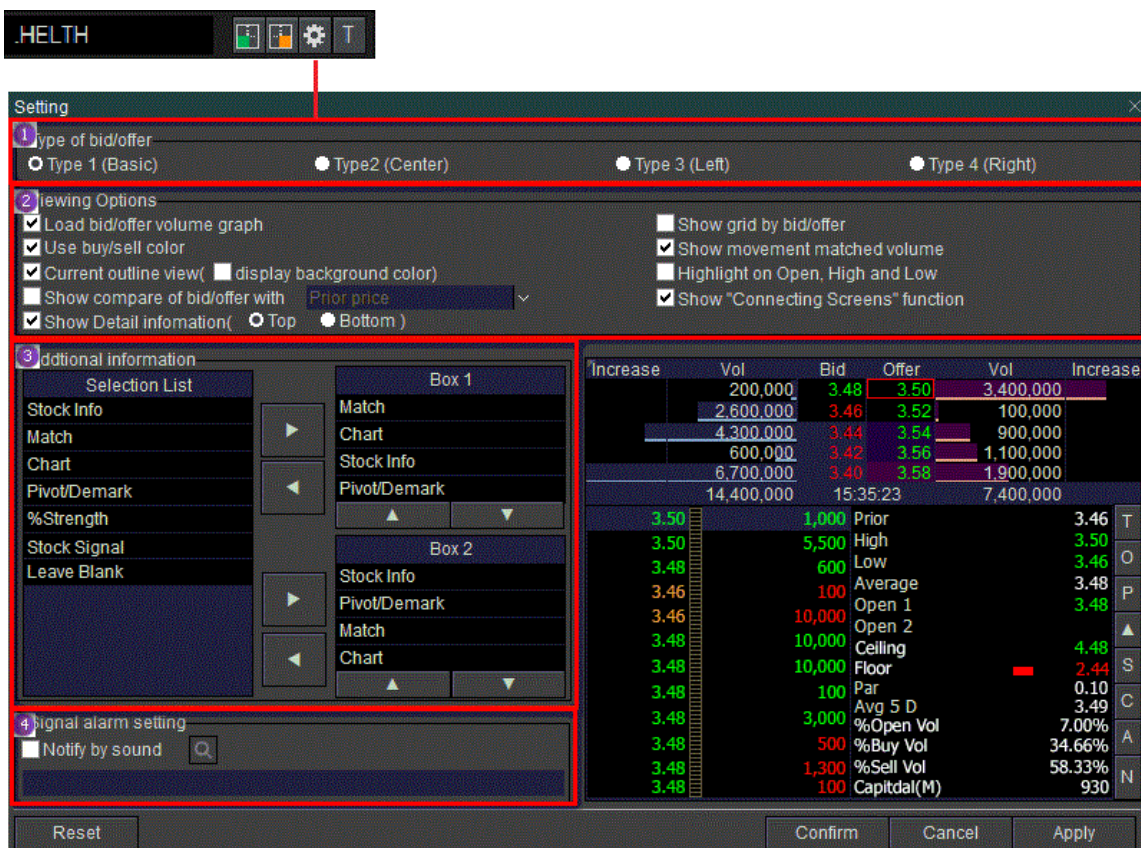 .HELTH T
Setting
1 ype of bid/offer
Type 1 (Basic) Type2 (Center) Type 3 (Left) Type 4 (Right)
2 iewing Options
Load bid/offer volume graph Show grid by bid/offer
Use buy/sell color Show movement matched volume
Current outline view( display background color) Highlight on Open, High and Low
Show compare of bid/offer with Prior price Show "Connecting Screens" function
Show Detail infomation( Top Bottom )
3 ddtional information
Selection List
Stock Info
Match
Chart
Pivot/Demark
%Strength
Stock Signal
Leave Blank
Box 1
Match
Chart
Stock Info
Pivot/Demark
Box 2
Stock Info
Pivot/Demark
Match
Chart
4 Signal alarm setting
Notify by sound
Increase Vol Bid Offer Vol Increase
200,000 3.48 3.50 3,400,000
2,600,000 3.46 3.52 100,000
4,300,000 3.44 3.54 900,000
600,000 3.42 3.56 1,100,000
6,700,000 3.40 3.58 1,900,000
14,400,000 15:35:23 7,400,000
3.50 1,000
3.50 5,500
3.48 600
3.46 100
3.46 10,000
3.48 10,000
3.48 10,000
3.48 100
3.48 3,000
3.48 500
3.48 1,300
3.48 100
Prior 3.46
High 3.50
Low 3.46
Average 3.48
Open 1 3.48
Open 2
Ceiling 4.48
Floor 2.44
Par 0.10
Avg 5 D 3.49
%Open Vol 7.00%
%Buy Vol 34.66%
%Sell Vol 58.33%
Capitdal(M) 930
T
O
P
S
C
A
N
Reset Confirm Cancel Apply